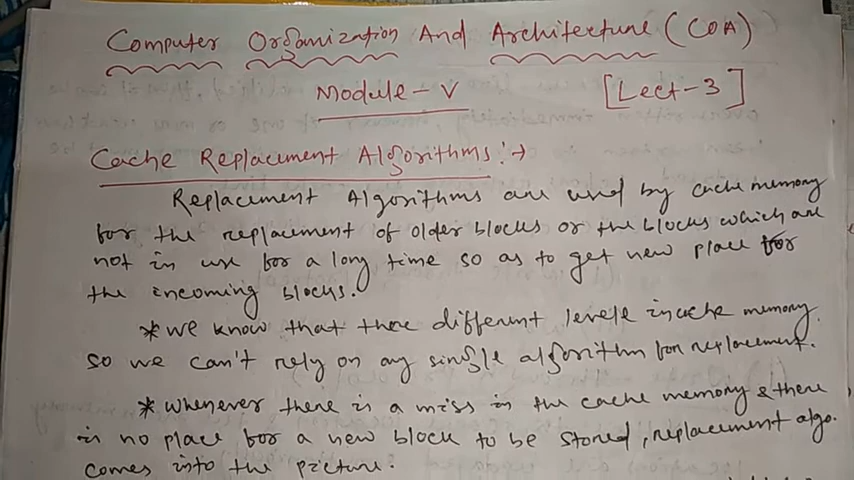 Computer Organization And Architecture (COA)
Module - V [Lect-3]
Cache Replacement Algorithms :→
Replacement Algorithms are used by cache memory
for the replacement of older blocks or the blocks which are
not in use for a long time so as to get new place for
the incoming blocks.
*we know that there different levels in cache memory
so we can't rely on any single algorithm for replacement.
*whenever there is a miss in the cache memory & there
is no place for a new block to be stored, replacement algo.
comes into the picture.